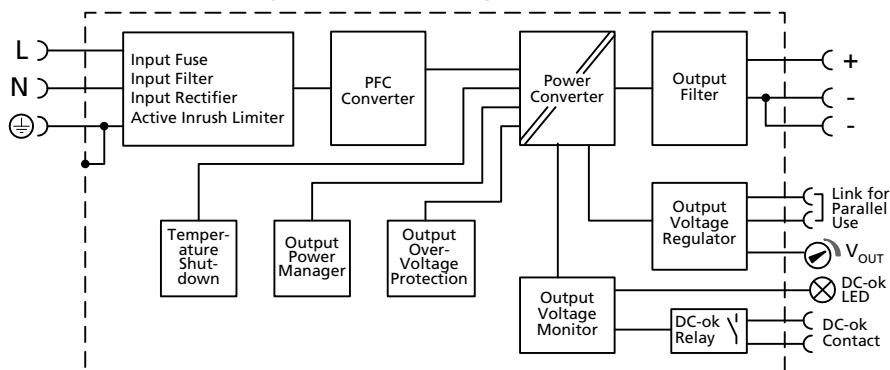 L
N
Input Fuse
Input Filter
Input Rectifier
Active Inrush Limiter
PFC
Converter
Power
Converter
Output
Filter
+
-
-
Temper-
ature
Shut-
down
Output
Power
Manager
Output
Over-
Voltage
Protection
Output
Voltage
Regulator
Link for
Parallel
Use
VOUT
Output
Voltage
Monitor
DC-ok
LED
DC-ok
Relay
DC-ok
Contact